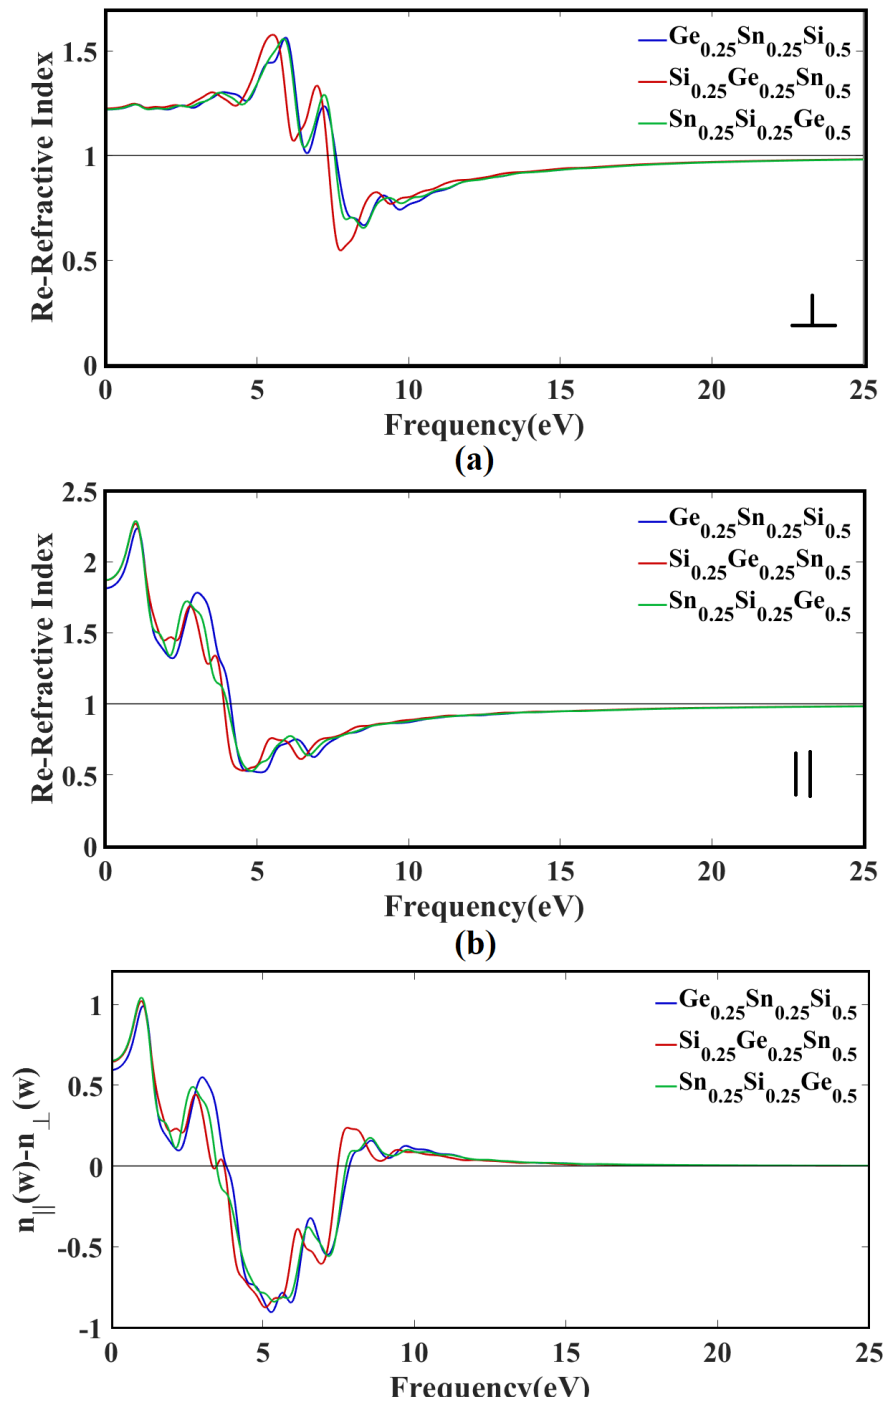 Re-Refractive Index
1.5
1
0.5
0
Ge0.25Sn0.25Si0.5
Si0.25Ge0.25Sn0.5
Sn0.25Si0.25Ge0.5
⊥
0 5 10 15 20 25
Frequency(eV)
(a)
Re-Refractive Index
2.5
2
1.5
1
0.5
0
Ge0.25Sn0.25Si0.5
Si0.25Ge0.25Sn0.5
Sn0.25Si0.25Ge0.5
||
0 5 10 15 20 25
Frequency(eV)
(b)
n||(w)-n⊥(w)
1
0.5
0
-0.5
-1
Ge0.25Sn0.25Si0.5
Si0.25Ge0.25Sn0.5
Sn0.25Si0.25Ge0.5
0 5 10 15 20 25
Frequency(eV)